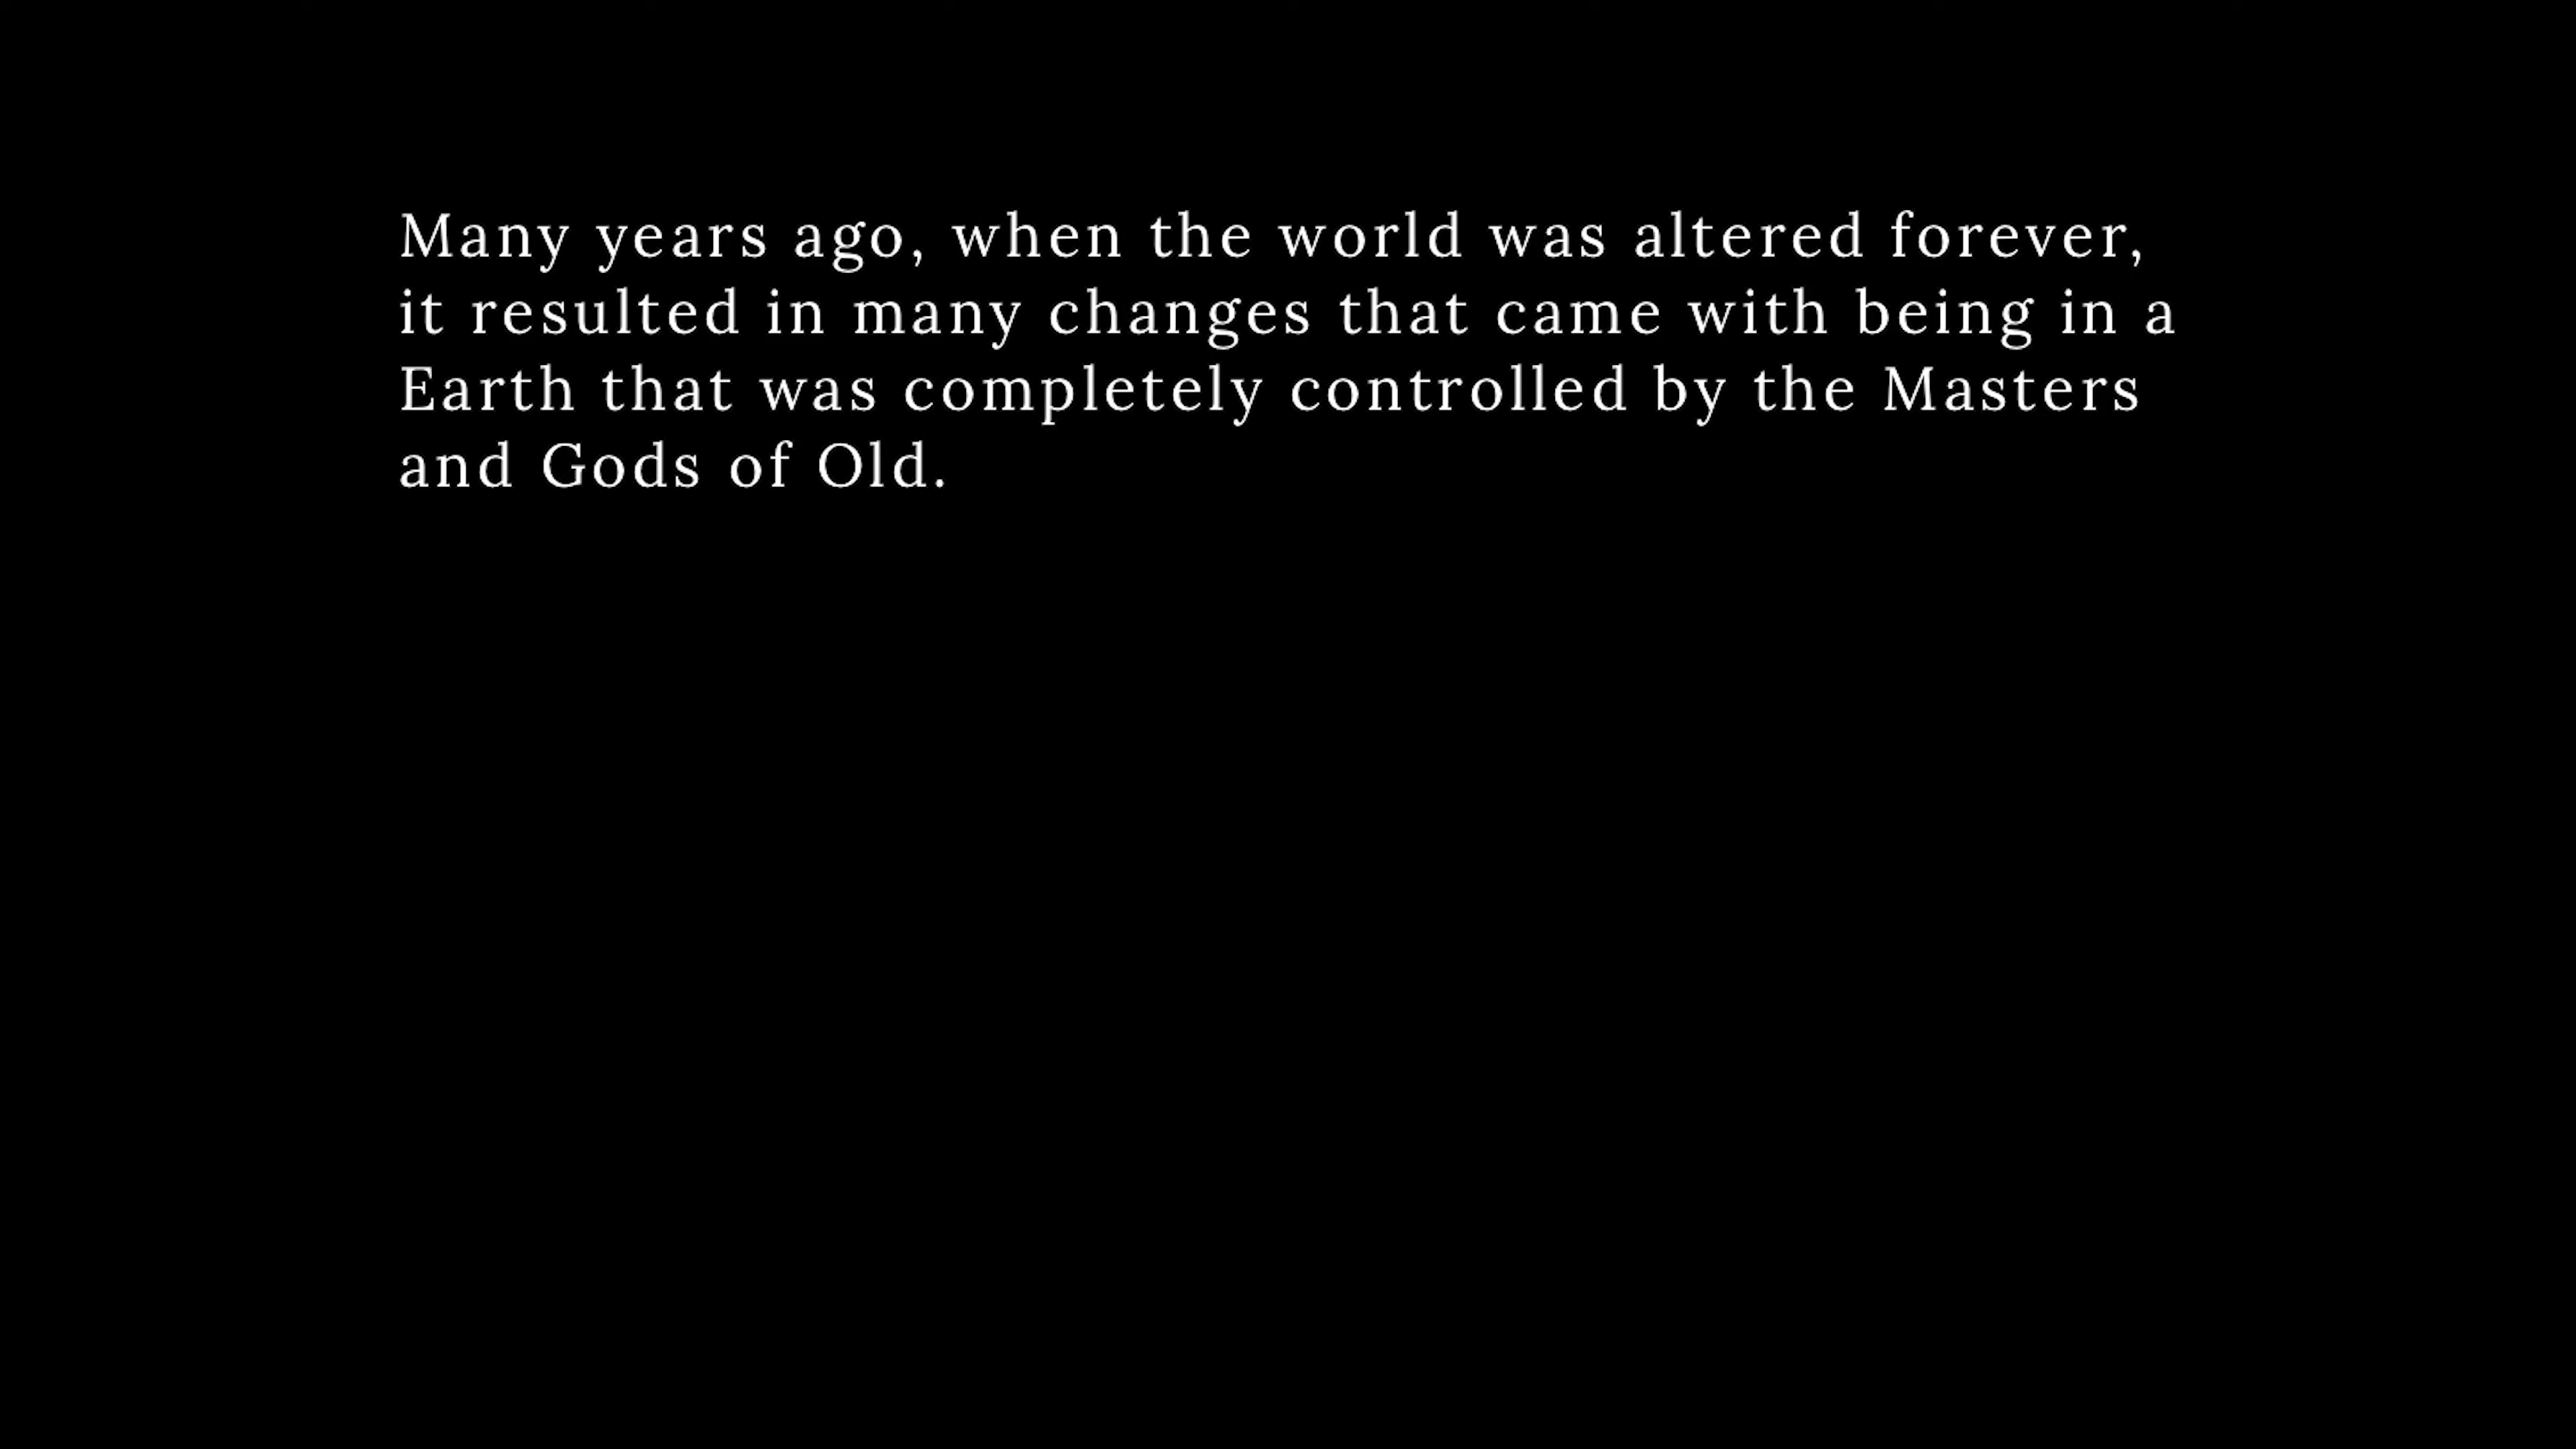 Many years ago, when the world was altered forever,
it resulted in many changes that came with being in a
Earth that was completely controlled by the Masters
and Gods of Old.